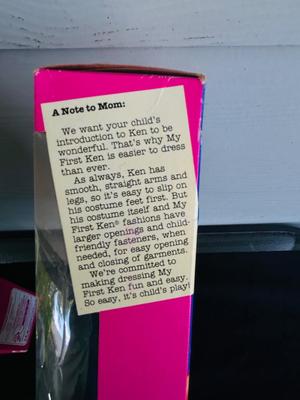 A Note to Mom:
We want your child's
introduction to Ken to be
wonderful. That's why My
First Ken is easier to dress
than ever.
As always, Ken has
smooth, straight arms and
legs, so it's easy to slip on
his costume feet first. But
his costume itself and My
First Ken® fashions have
larger openings and child-
friendly fasteners, when
needed, for easy opening
and closing of garments.
We're committed to
making dressing My
First Ken fun and easy.
So easy, it's child's play!